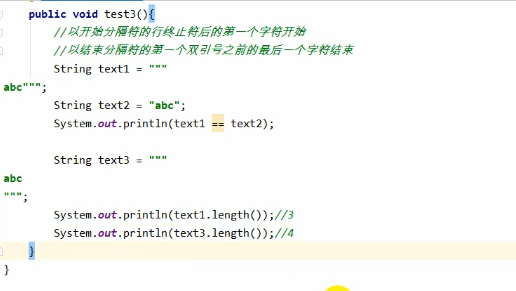 public void test3(){
//以开始分隔符的行终止符后的第一个字符开始
//以结束分隔符的第一个双引号之前的最后一个字符结束
String text1 = """
abc""";
String text2 = "abc";
System.out.println(text1 == text2);
String text3 = """
abc
""";
System.out.println(text1.length());//3
System.out.println(text3.length());//4
}
}